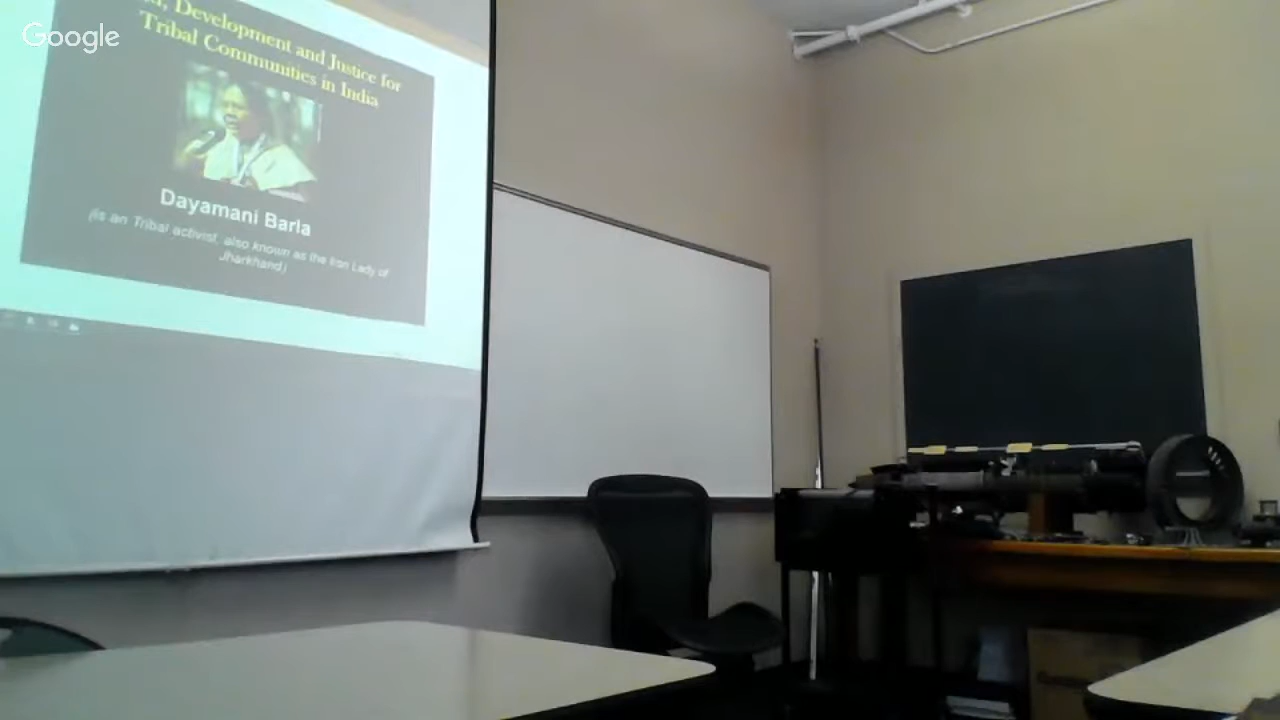 Google
Development and Justice for
Tribal Communities in India
Dayamani Barla
(is an Tribal activist, also known as the Iron Lady of
Jharkhand)